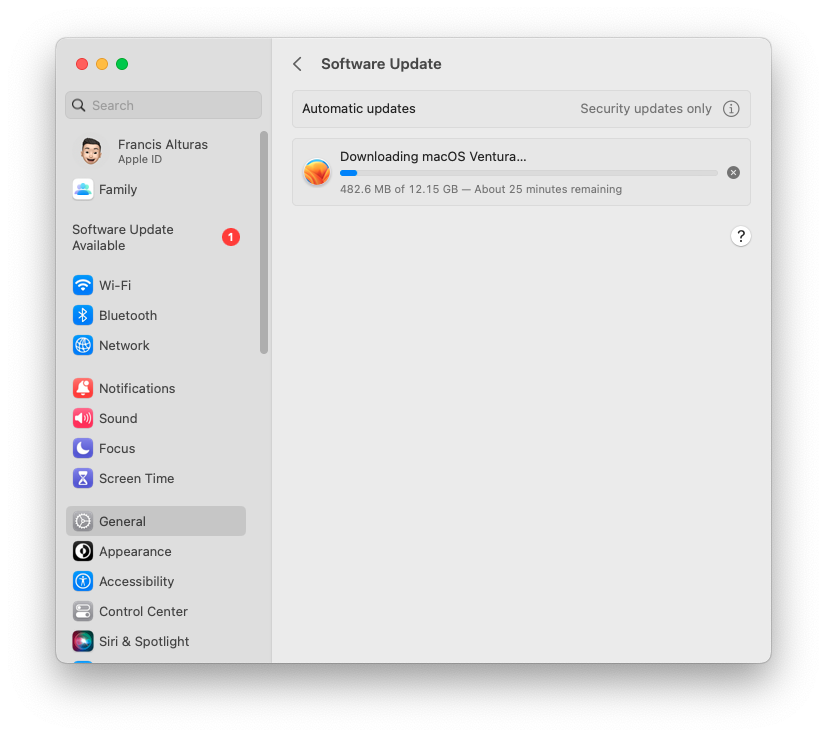 Search
Francis Alturas
Apple ID
Family
Software Update
Available
1
Wi-Fi
Bluetooth
Network
Notifications
Sound
Focus
Screen Time
General
Appearance
Accessibility
Control Center
Siri & Spotlight
Software Update
Automatic updates
Security updates only
Downloading macOS Ventura...
482.6 MB of 12.15 GB — About 25 minutes remaining
?